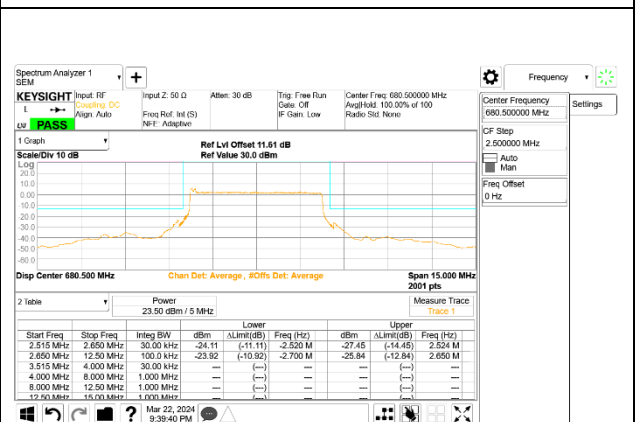 Spectrum Analyzer 1
SEM
Frequency
KEYSIGHT
L
PASS
Input: RF
Coupling: DC
Align: Auto
Input Z: 50 Ω
Freq Ref: Int (S)
NFE: Adaptive
Atten: 30 dB
Trig: Free Run
Gate: Off
IF Gain: Low
Center Freq: 680.500000 MHz
Avg|Hold: 100.00% of 100
Radio Std: None
Center Frequency
680.500000 MHz
Settings
CF Step
2.500000 MHz
Auto
Man
Freq Offset
0 Hz
1 Graph
Scale/Div 10 dB
Ref Lvl Offset 11.61 dB
Ref Value 30.0 dBm
Log
20.0
10.0
0.00
-10.0
-20.0
-30.0
-40.0
-50.0
-60.0
Disp Center 680.500 MHz
Chan Det: Average , #Offs Det: Average
Span 15.000 MHz
2001 pts
2 Table
Power
23.50 dBm / 5 MHz
Measure Trace
Trace 1
Lower Upper
Start Freq Stop Freq Integ BW dBm ΔLimit(dB) Freq (Hz) dBm ΔLimit(dB) Freq (Hz)
2.515 MHz 2.650 MHz 30.00 kHz -24.11 (-11.11) -2.520 M -27.45 (-14.45) 2.524 M
2.650 MHz 12.50 MHz 100.0 kHz -23.92 (-10.92) -2.700 M -25.84 (-12.84) 2.650 M
3.515 MHz 4.000 MHz 30.00 kHz --- (---) --- --- (---) ---
4.000 MHz 8.000 MHz 1.000 MHz --- (---) --- --- (---) ---
8.000 MHz 12.50 MHz 1.000 MHz --- (---) --- --- (---) ---
12.50 MHz 15.00 MHz 1.000 MHz --- (---) --- --- (---) ---
?
Mar 22, 2024
9:39:40 PM